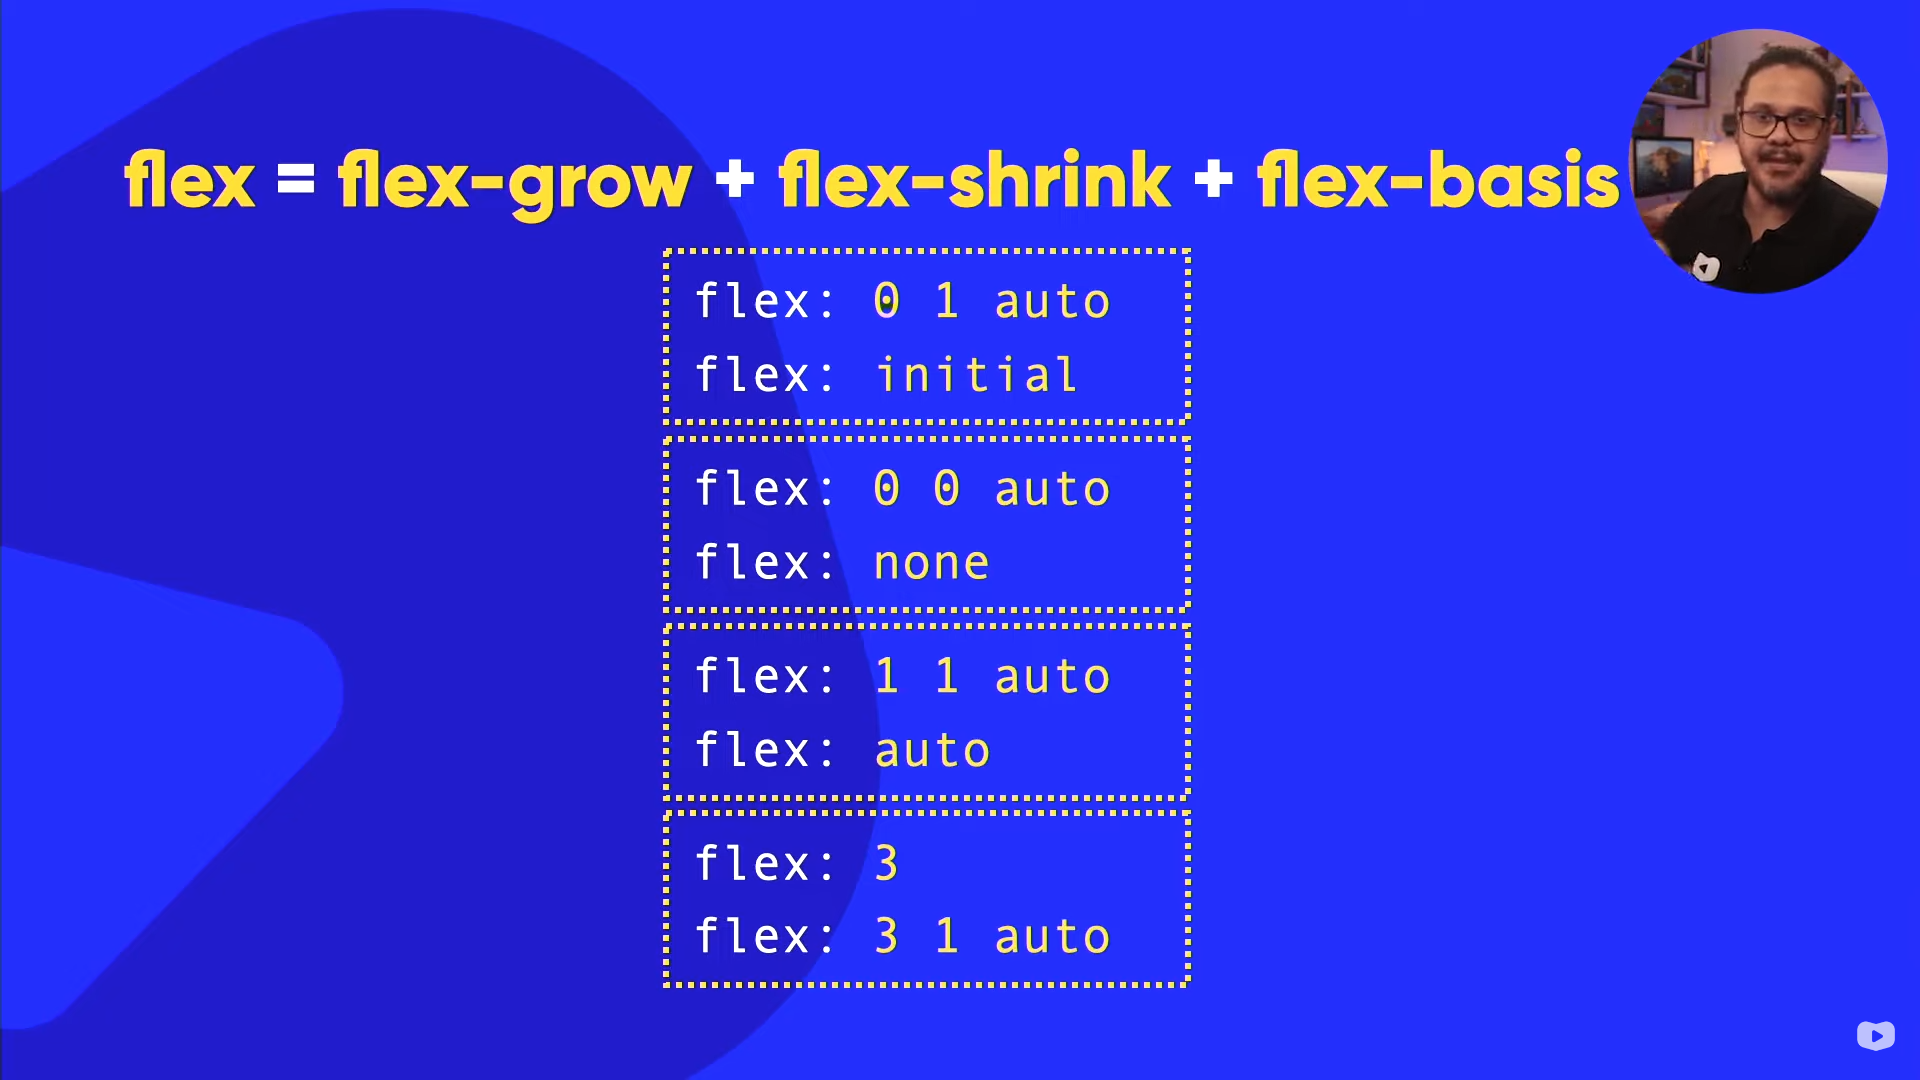 flex = flex-grow + flex-shrink + flex-basis
flex: 0 1 auto
flex: initial
flex: 0 0 auto
flex: none
flex: 1 1 auto
flex: auto
flex: 3
flex: 3 1 auto